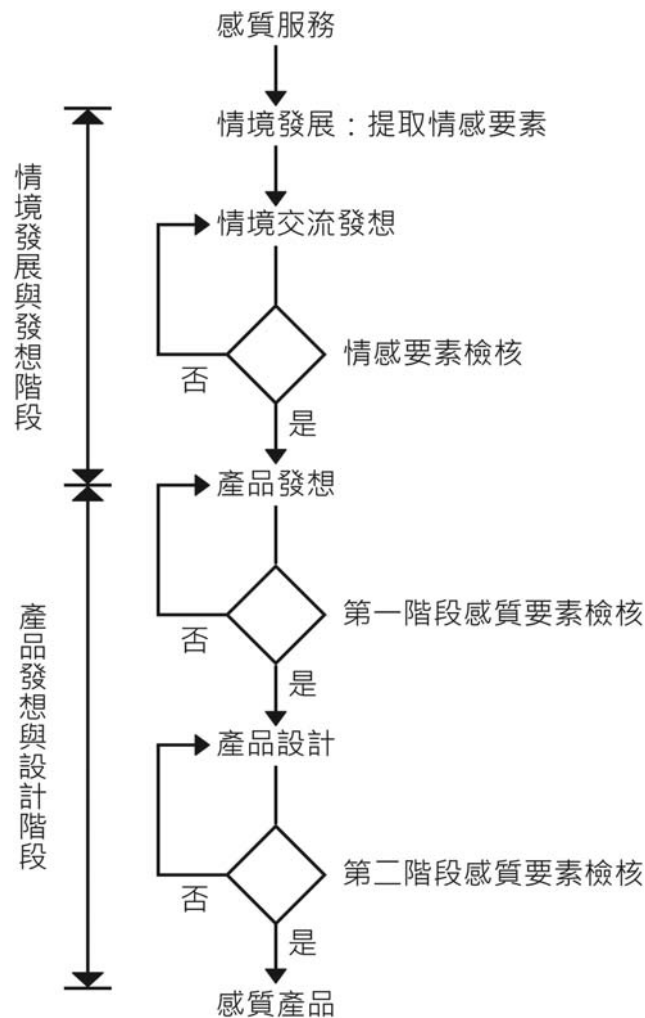 感質服務
情境發展：提取情感要素
情境交流發想
情感要素檢核
否
是
產品發想
第一階段感質要素檢核
否
是
產品設計
第二階段感質要素檢核
否
是
感質產品
情境發展與發想階段
產品發想與設計階段